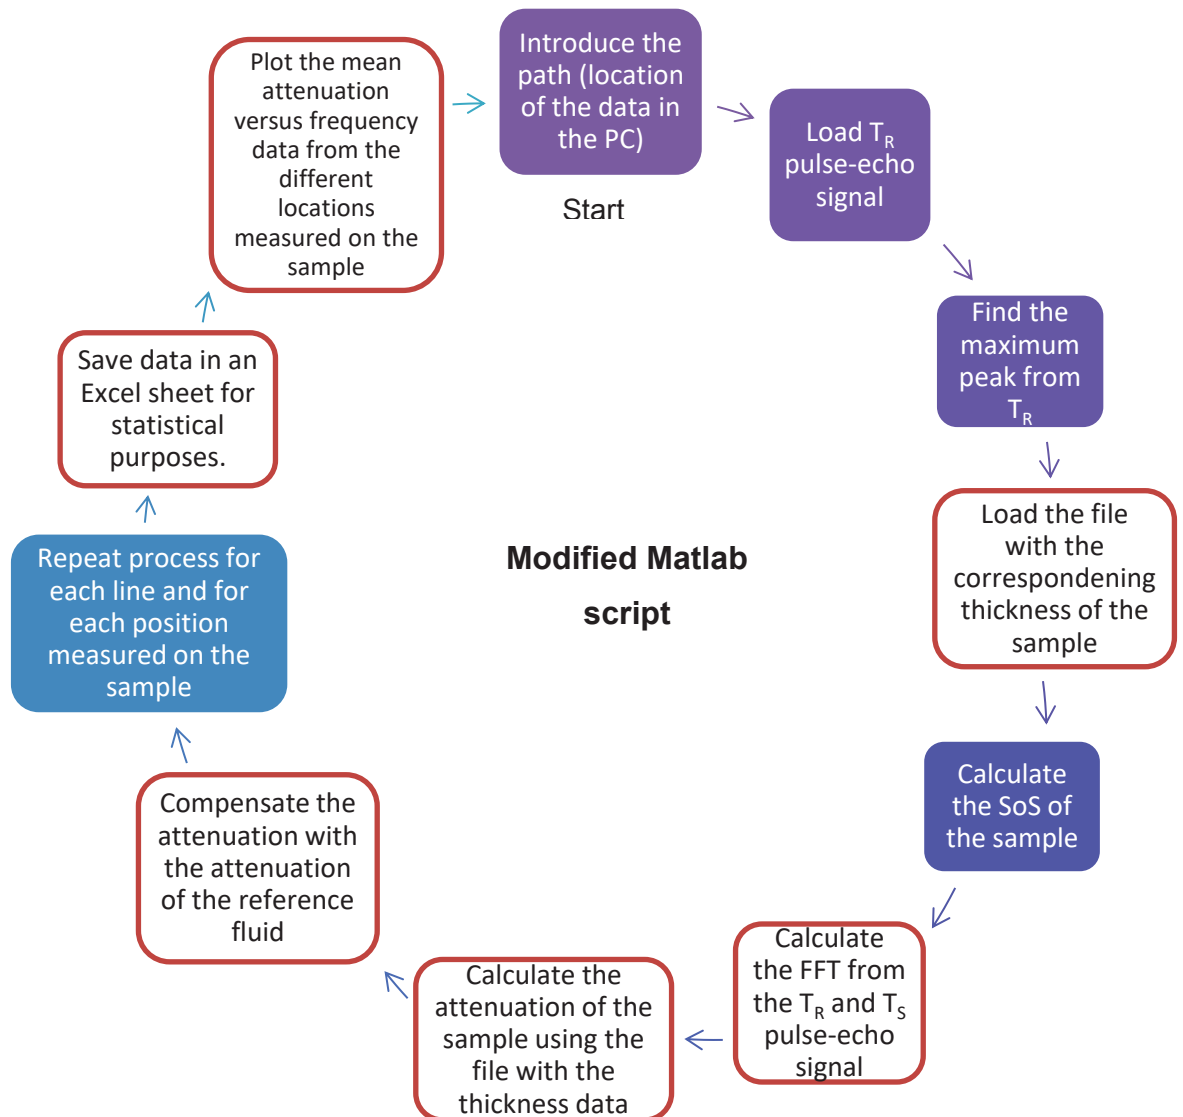 Introduce the
path (location
of the data in
the PC)
Start
Load T_R
pulse-echo
signal
Find the
maximum
peak from
T_R
Load the file
with the
correspondening
thickness of the
sample
Calculate
the SoS of
the sample
Calculate
the FFT from
the T_R and T_S
pulse-echo
signal
Calculate the
attenuation of the
sample using the
file with the
thickness data
Compensate the
attenuation with
the attenuation
of the reference
fluid
Repeat process for
each line and for
each position
measured on the
sample
Save data in an
Excel sheet for
statistical
purposes.
Plot the mean
attenuation
versus frequency
data from the
different
locations
measured on the
sample
Modified Matlab
script